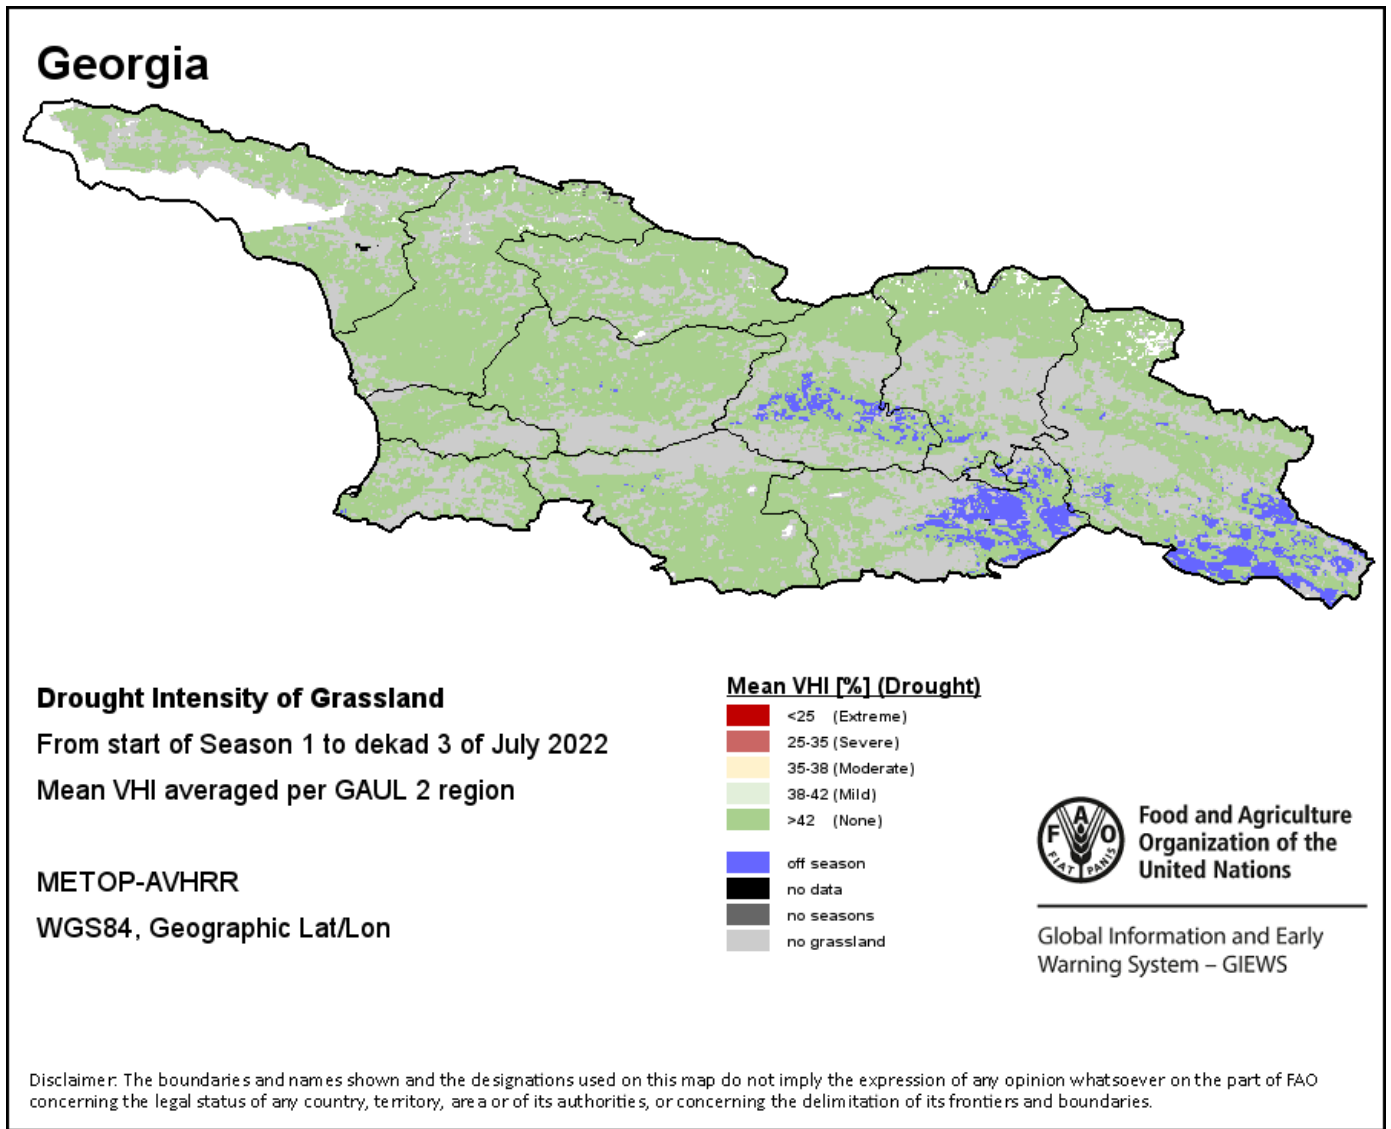 Georgia
Drought Intensity of Grassland
From start of Season 1 to dekad 3 of July 2022
Mean VHI averaged per GAUL 2 region
METOP-AVHRR
WGS84, Geographic Lat/Lon
Mean VHI [%] (Drought)
<25 (Extreme)
25-35 (Severe)
35-38 (Moderate)
38-42 (Mild)
>42 (None)
off season
no data
no seasons
no grassland
F A O
FIAT PANIS
Food and Agriculture
Organization of the
United Nations
Global Information and Early
Warning System – GIEWS
Disclaimer: The boundaries and names shown and the designations used on this map do not imply the expression of any opinion whatsoever on the part of FAO
concerning the legal status of any country, territory, area or of its authorities, or concerning the delimitation of its frontiers and boundaries.